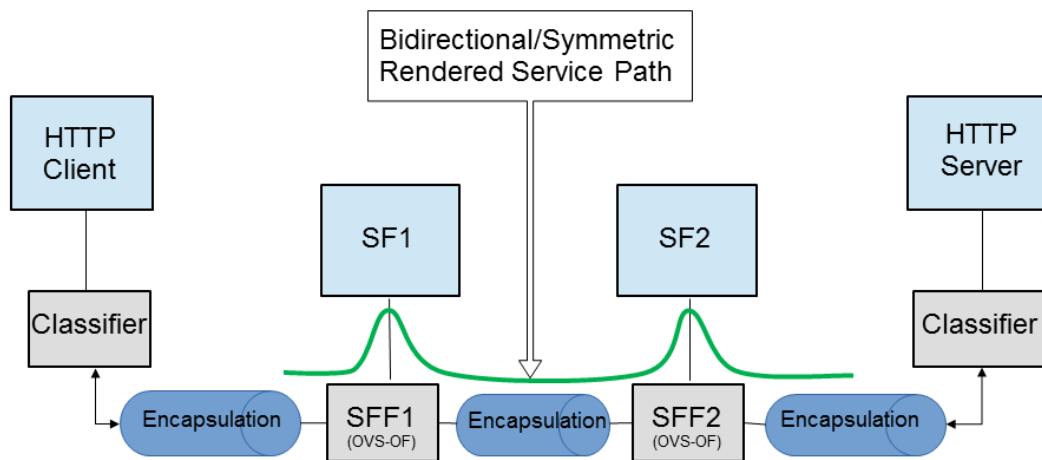 Bidirectional/Symmetric
Rendered Service Path
HTTP
Client
HTTP
Server
SF1
SF2
Classifier
Classifier
Encapsulation
SFF1
(OVS-OF)
Encapsulation
SFF2
(OVS-OF)
Encapsulation